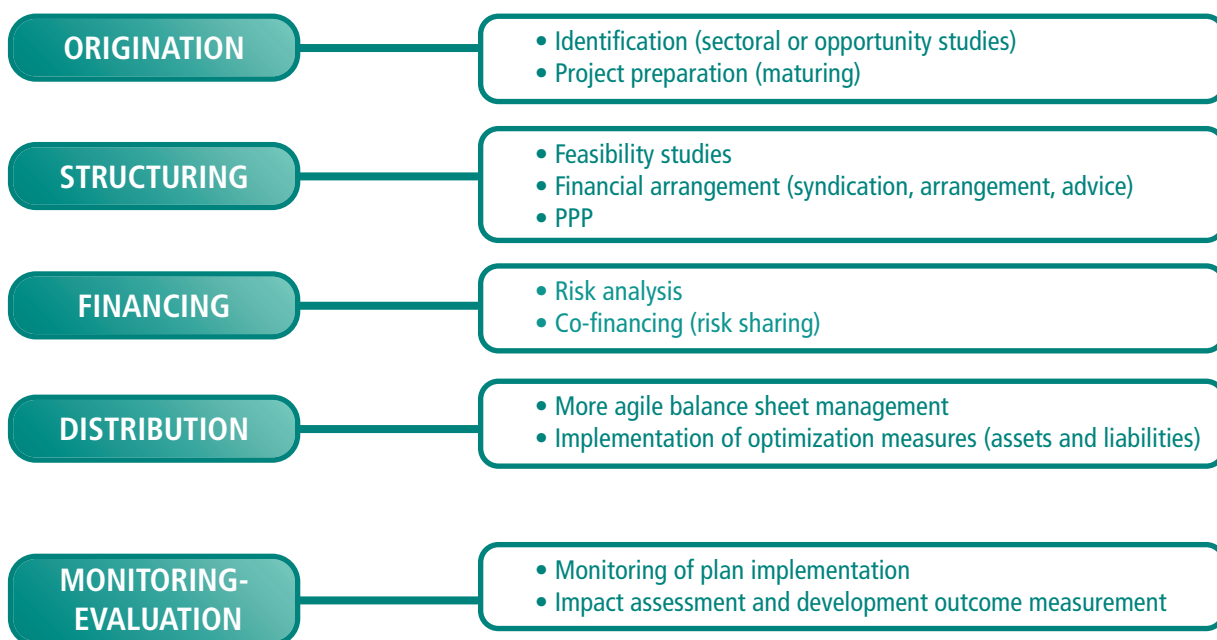 ORIGINATION
• Identification (sectoral or opportunity studies)
• Project preparation (maturing)
STRUCTURING
• Feasibility studies
• Financial arrangement (syndication, arrangement, advice)
• PPP
FINANCING
• Risk analysis
• Co-financing (risk sharing)
DISTRIBUTION
• More agile balance sheet management
• Implementation of optimization measures (assets and liabilities)
MONITORING-
EVALUATION
• Monitoring of plan implementation
• Impact assessment and development outcome measurement